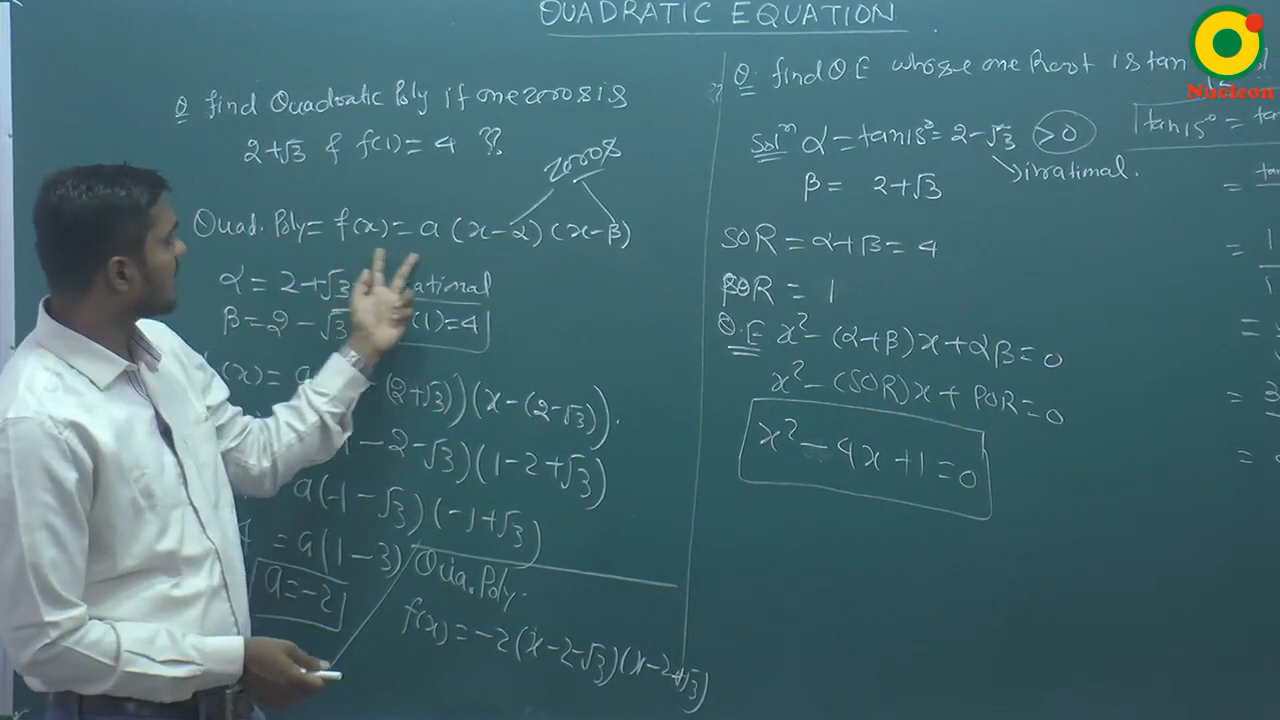 QUADRATIC EQUATION
Nucleon
Q find Quadratic Poly if one zeros is
2+√3 & f(1) = 4 ??
zeros
Quad. Poly = f(x) = a (x-α) (x-β)
α = 2+√3
β = 2 - √3 (1)=4
(x) = (2+√3))(x-(2-√3)).
-2-√3)(1-2+√3)
a(-1-√3)(-1+√3)
4 = a(1-3)
a=-2
Qua. Poly.
f(x) = -2(x-2-√3)(x-2+√3)
Q. find QE whose one Root is tan
Solⁿ α = tan15° = 2-√3 >0
irrational.
|tan15° = ta
β = 2+√3
SOR = α+β = 4
POR = 1
Q.E x² - (α+β)x + αβ = 0
x² - (SOR)x + POR = 0
x² - 4x + 1 = 0